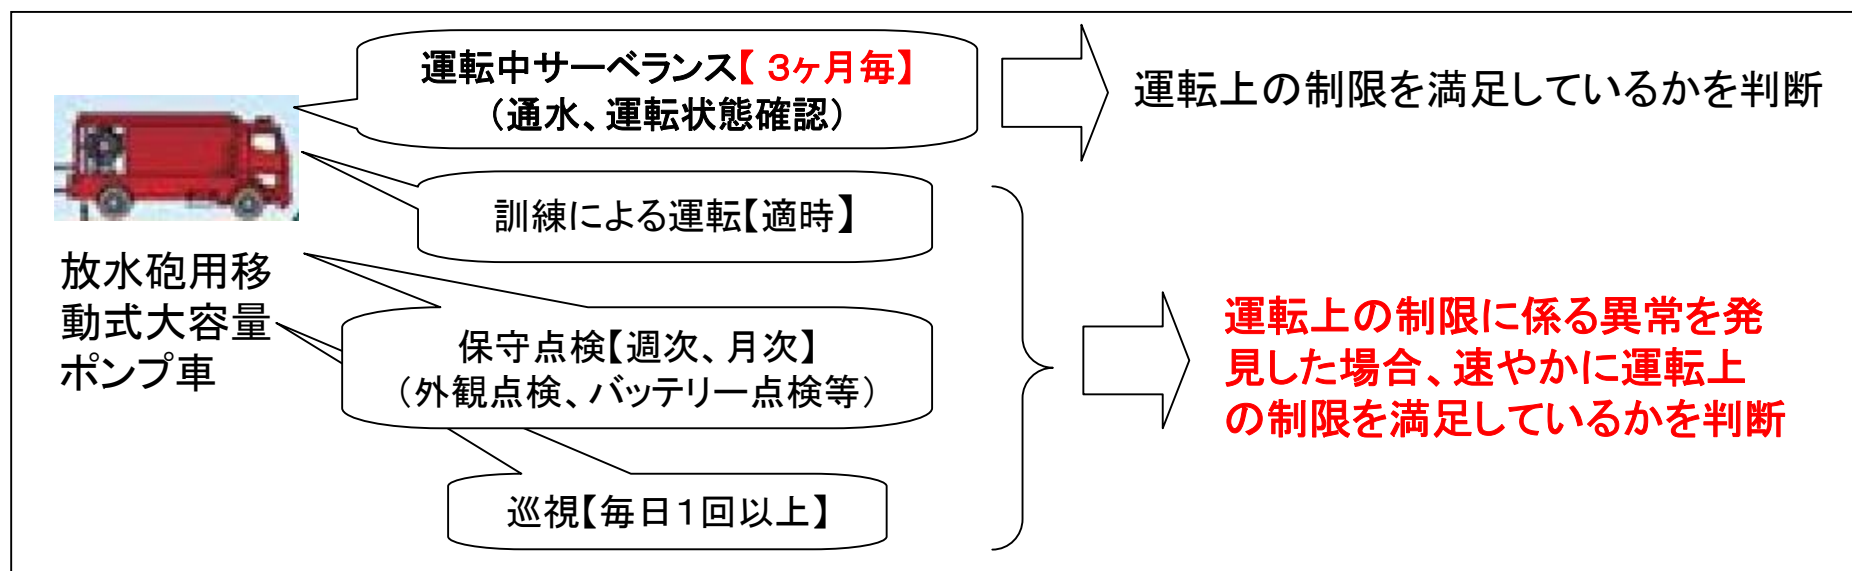 運転中サーベランス【 3ヶ月毎】
（通水、運転状態確認）
運転上の制限を満足しているかを判断
訓練による運転【適時】
放水砲用移
動式大容量
ポンプ車
保守点検【週次、月次】
（外観点検、バッテリー点検等）
運転上の制限に係る異常を発
見した場合、速やかに運転上
の制限を満足しているかを判断
巡視【毎日１回以上】